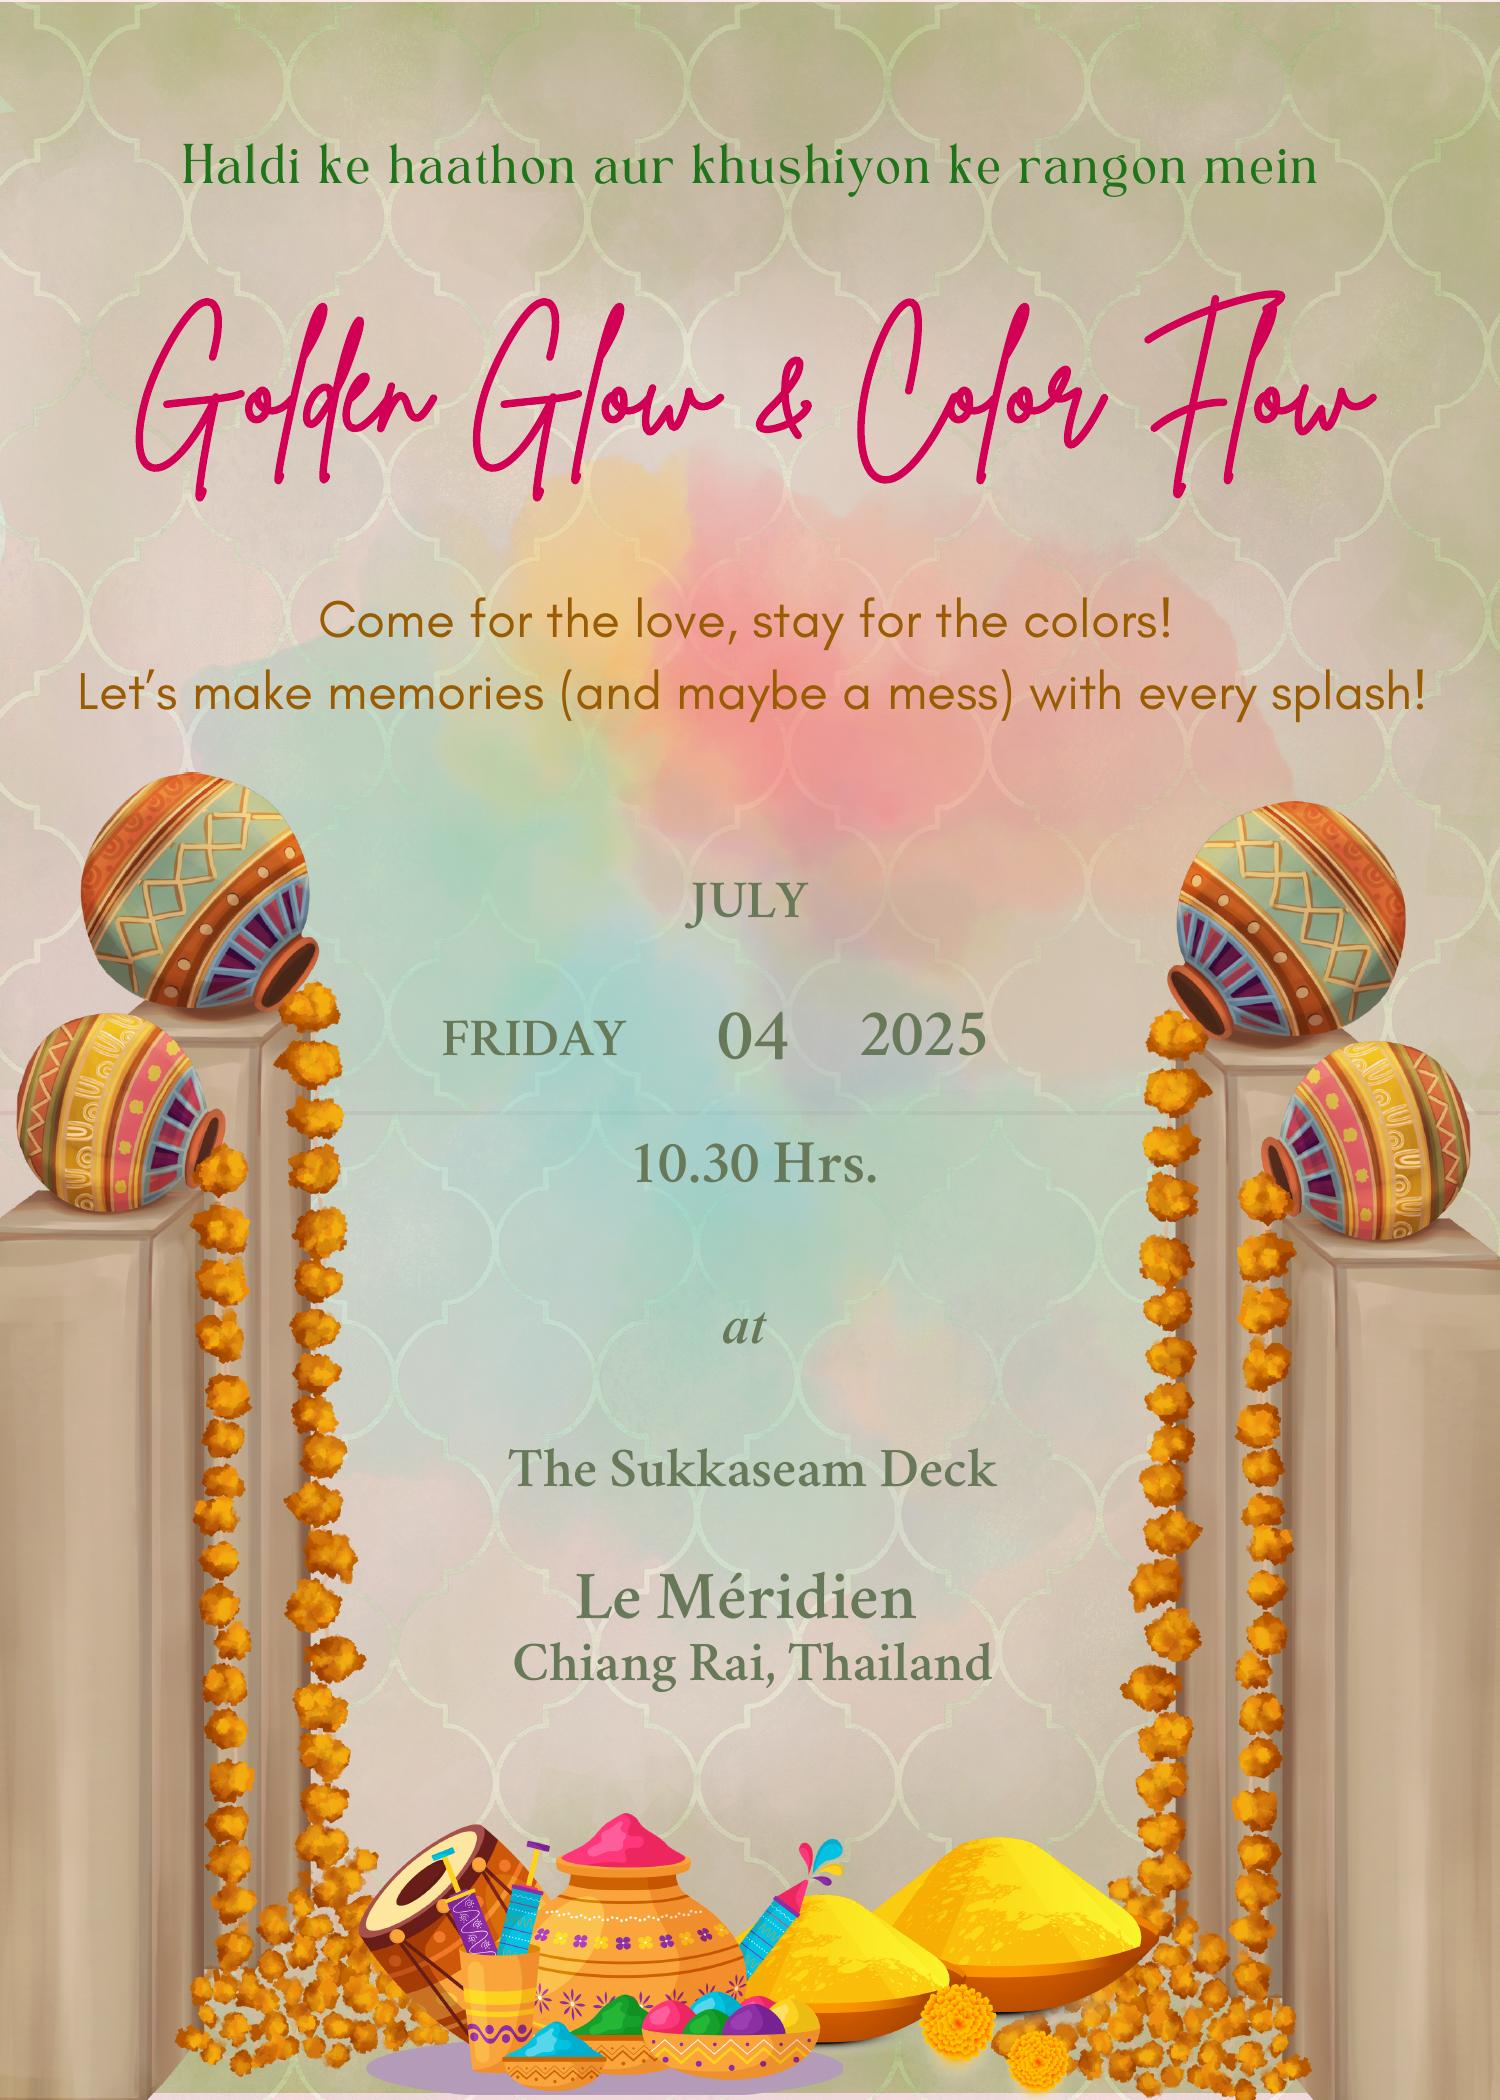 Haldi ke haathon aur khushiyon ke rangon mein
Golden Glow & Color Flow
Come for the love, stay for the colors!
Let’s make memories (and maybe a mess) with every splash!
JULY
FRIDAY 04 2025
10.30 Hrs.
at
The Sukkaseam Deck
Le Méridien
Chiang Rai, Thailand